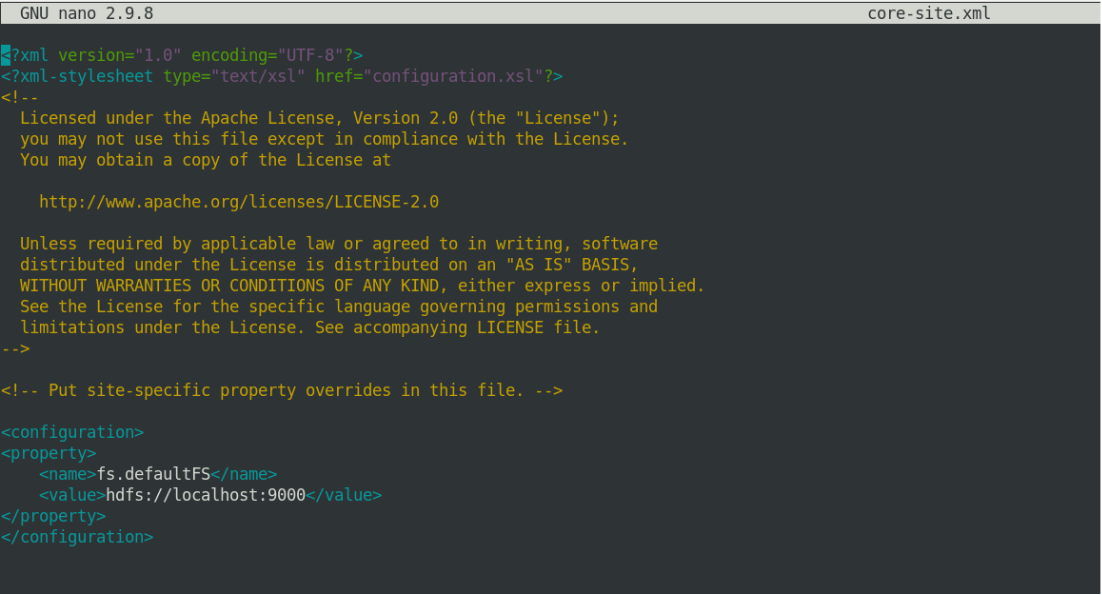 GNU nano 2.9.8 core-site.xml
<?xml version="1.0" encoding="UTF-8"?>
<?xml-stylesheet type="text/xsl" href="configuration.xsl"?>
<!--
  Licensed under the Apache License, Version 2.0 (the "License");
  you may not use this file except in compliance with the License.
  You may obtain a copy of the License at

    http://www.apache.org/licenses/LICENSE-2.0

  Unless required by applicable law or agreed to in writing, software
  distributed under the License is distributed on an "AS IS" BASIS,
  WITHOUT WARRANTIES OR CONDITIONS OF ANY KIND, either express or implied.
  See the License for the specific language governing permissions and
  limitations under the License. See accompanying LICENSE file.
-->

<!-- Put site-specific property overrides in this file. -->

<configuration>
<property>
    <name>fs.defaultFS</name>
    <value>hdfs://localhost:9000</value>
</property>
</configuration>